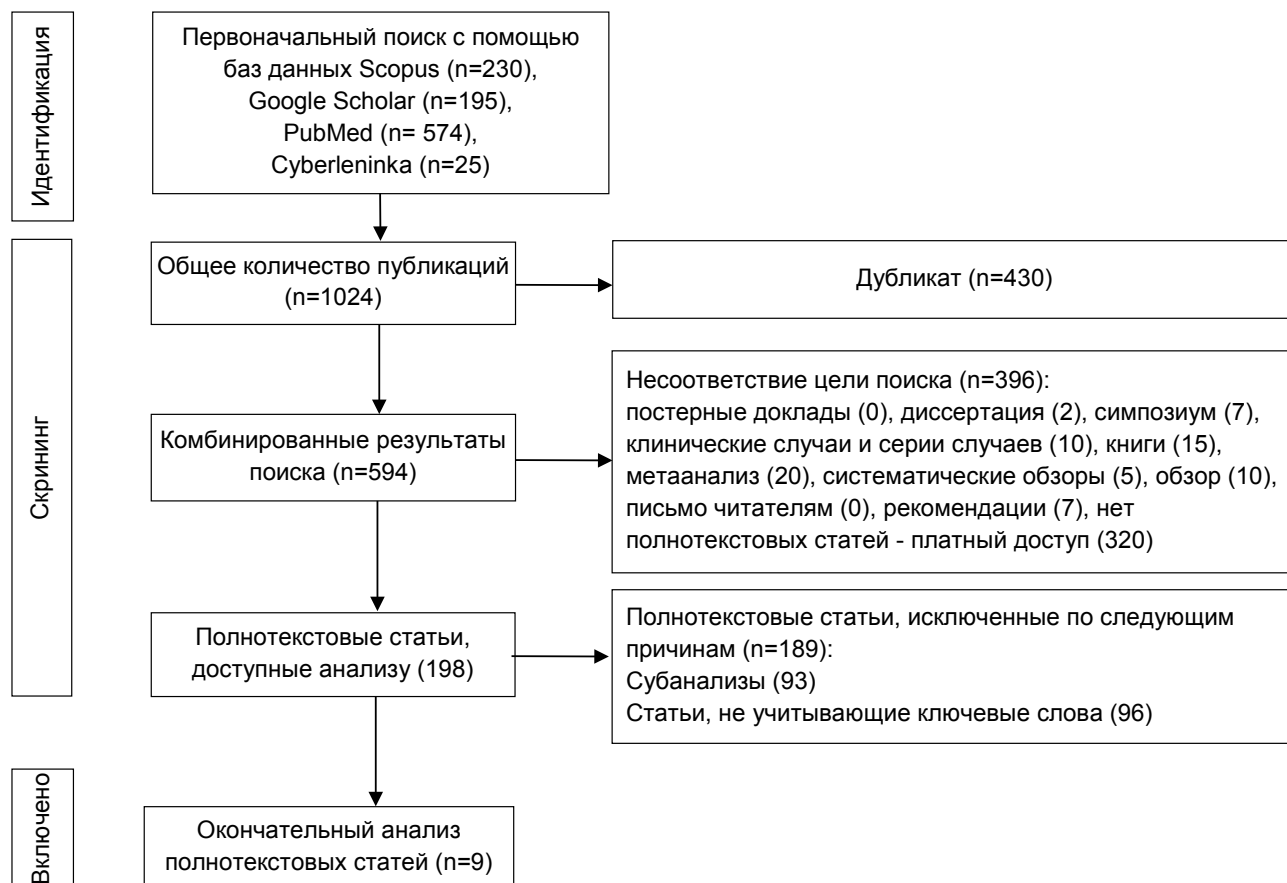 Идентификация
Первоначальный поиск с помощью
баз данных Scopus (n=230),
Google Scholar (n=195),
PubMed (n= 574),
Cyberleninka (n=25)
Скрининг
Общее количество публикаций
(n=1024)
Дубликат (n=430)
Комбинированные результаты
поиска (n=594)
Несоответствие цели поиска (n=396):
постерные доклады (0), диссертация (2), симпозиум (7),
клинические случаи и серии случаев (10), книги (15),
метаанализ (20), систематические обзоры (5), обзор (10),
письмо читателям (0), рекомендации (7), нет
полнотекстовых статей - платный доступ (320)
Полнотекстовые статьи,
доступные анализу (198)
Полнотекстовые статьи, исключенные по следующим
причинам (n=189):
Субанализы (93)
Статьи, не учитывающие ключевые слова (96)
Включено
Окончательный анализ
полнотекстовых статей (n=9)